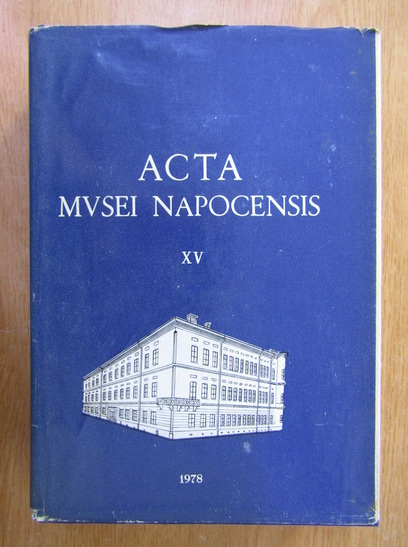 ACTA
MVSEI NAPOCENSIS
XV
1978